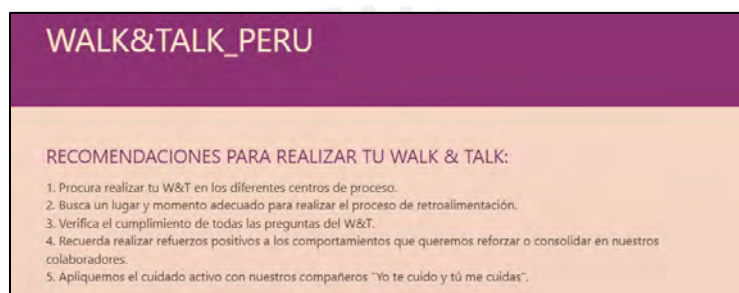 WALK&TALK_PERU
RECOMENDACIONES PARA REALIZAR TU WALK & TALK:
1. Procura realizar tu W&T en los diferentes centros de proceso.
2. Busca un lugar y momento adecuado para realizar el proceso de retroalimentación.
3. Verifica el cumplimiento de todas las preguntas del W&T.
4. Recuerda realizar refuerzos positivos a los comportamientos que queremos reforzar o consolidar en nuestros
colaboradores.
5. Apliquemos el cuidado activo con nuestros compañeros ¨Yo te cuido y tú me cuidas¨.